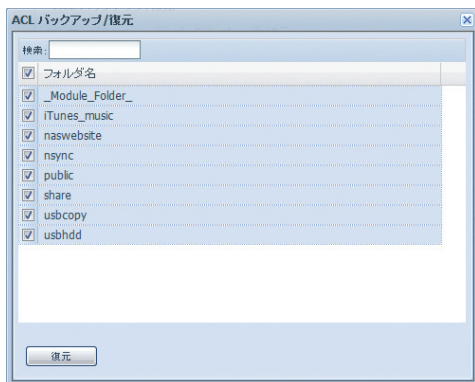 ACL バックアップ/復元
検索:
フォルダ名
_Module_Folder_
iTunes_music
naswebsite
nsync
public
share
usbcopy
usbhdd
復元